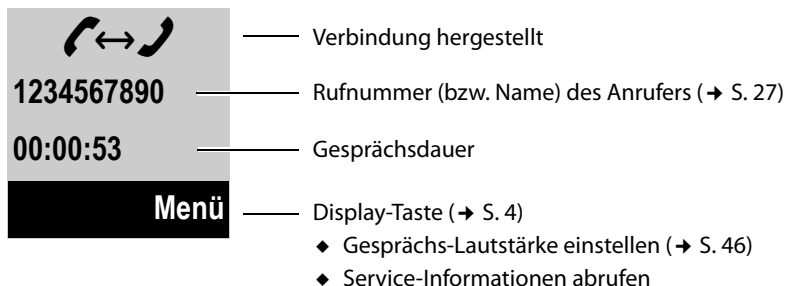 Verbindung hergestellt
1234567890 Rufnummer (bzw. Name) des Anrufers (➔ S. 27)
00:00:53 Gesprächsdauer
Menü Display-Taste (➔ S. 4)
◆ Gesprächs-Lautstärke einstellen (➔ S. 46)
◆ Service-Informationen abrufen